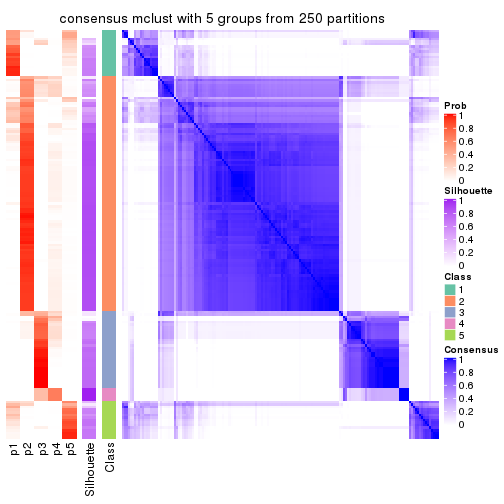 consensus mclust with 5 groups from 250 partitions
Prob
1
0.8
0.6
0.4
0.2
0
Silhouette
1
0.8
0.6
0.4
0.2
0
Class
1
2
3
4
5
Consensus
1
0.8
0.6
0.4
0.2
0
p1
p2
p3
p4
p5
Silhouette
Class